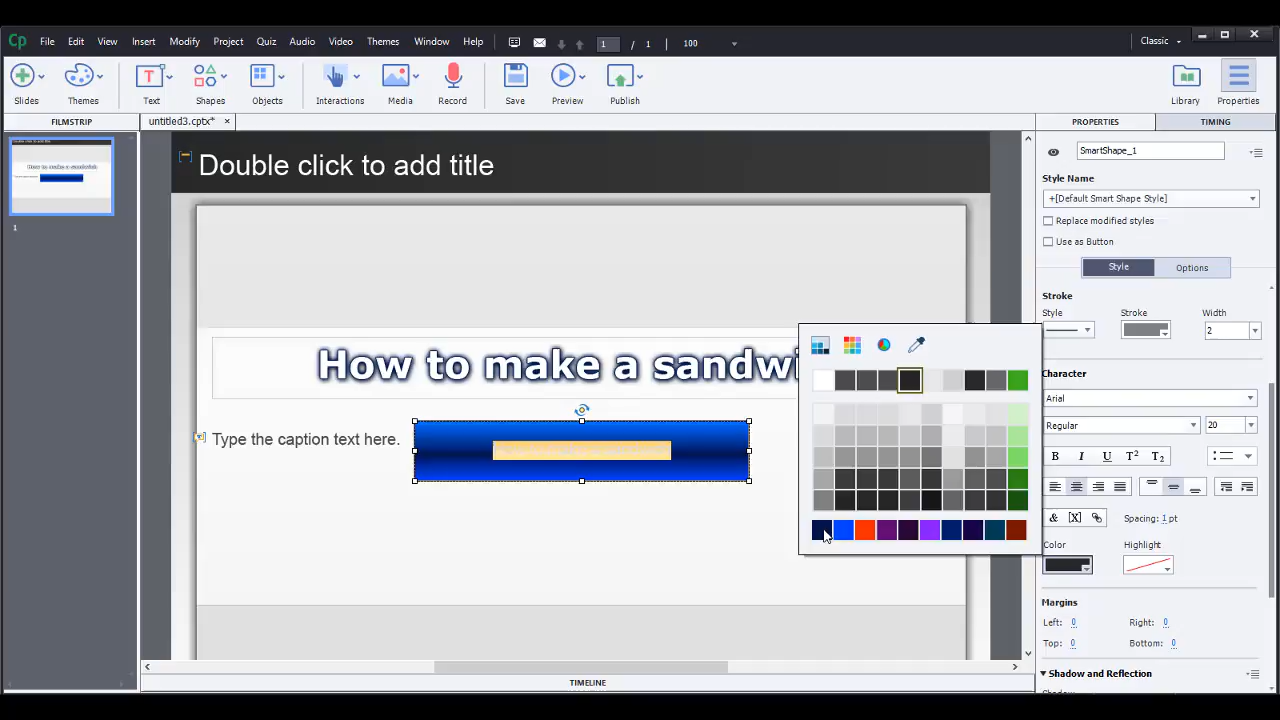 Cp File Edit View Insert Modify Project Quiz Audio Video Themes Window Help 1 / 1 100 Classic
Slides Themes Text Shapes Objects Interactions Media Record Save Preview Publish Library Properties
FILMSTRIP untitled3.cptx* × PROPERTIES TIMING
SmartShape_1
Double click to add title
Style Name
+[Default Smart Shape Style]
Replace modified styles
1
Use as Button
Style Options
Stroke
Style Stroke Width
2
How to make a sandwi
Character
Arial
Regular 20
Type the caption text here.
B I U T2 T2
& [X] Spacing: 1 pt
Color Highlight
Margins
Left: 0 Right: 0
Top: 0 Bottom: 0
Shadow and Reflection
TIMELINE